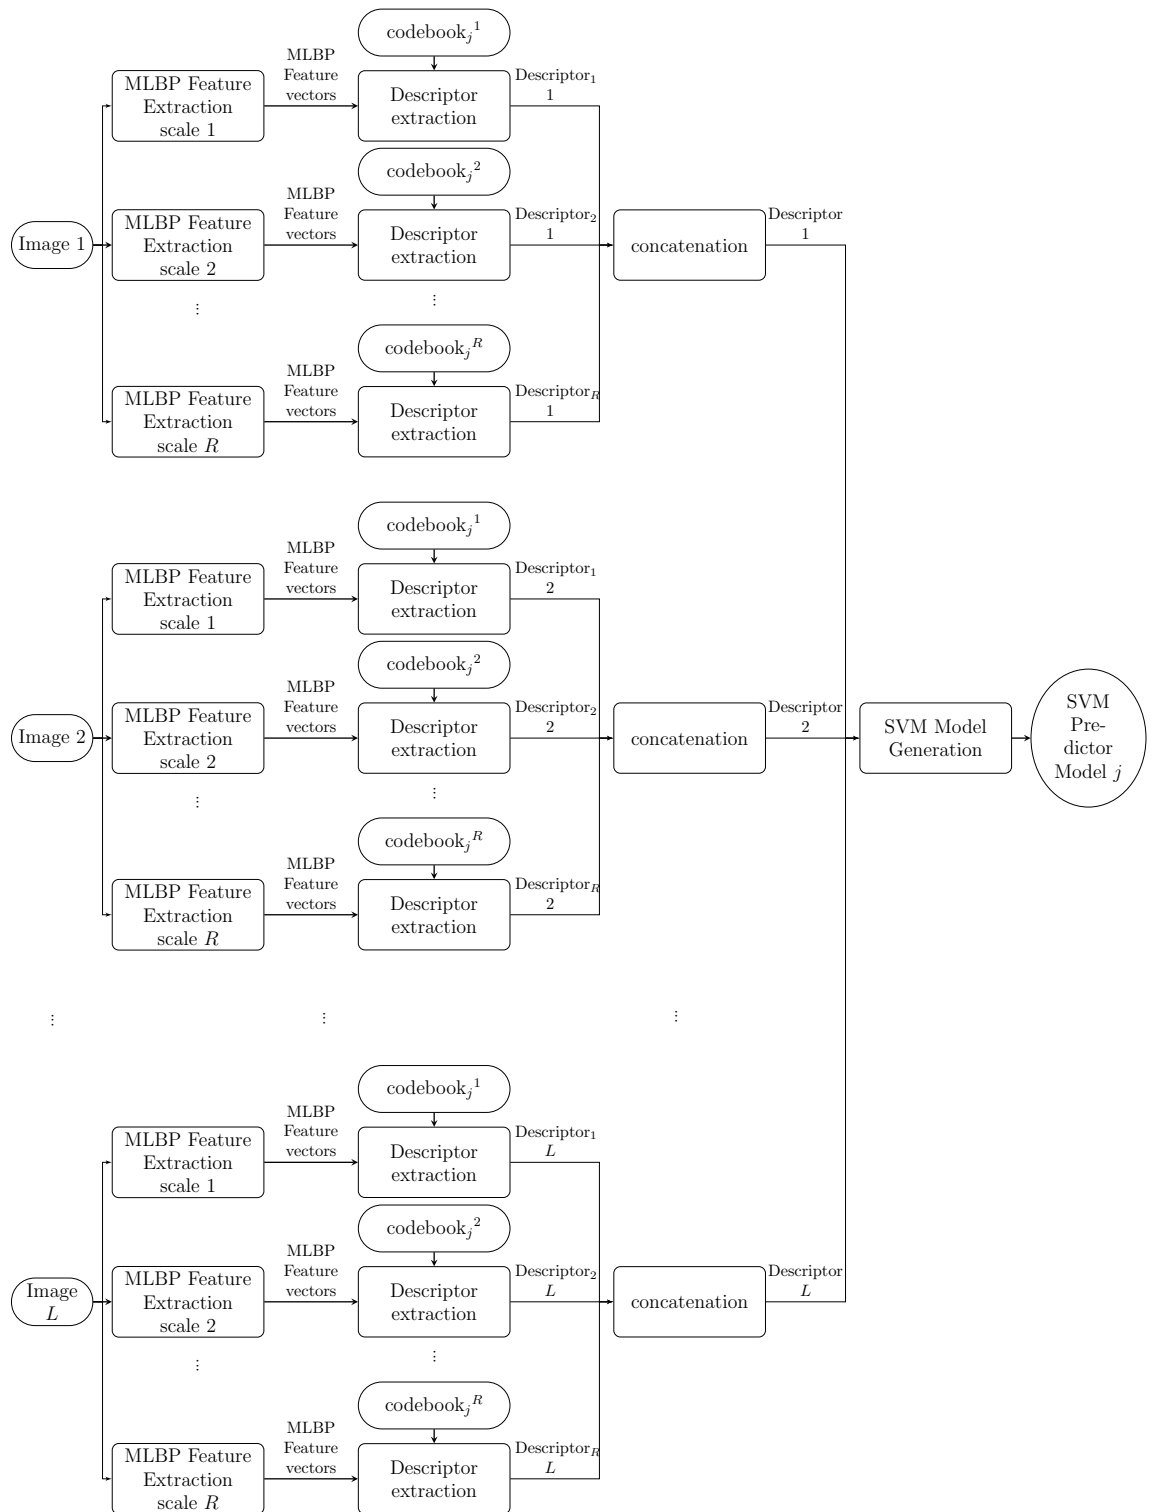 codebook_j^1
MLBP
Feature
vectors
MLBP Feature
Extraction
scale 1
Descriptor
extraction
Descriptor_1
1
codebook_j^2
MLBP
Feature
vectors
Image 1
MLBP Feature
Extraction
scale 2
Descriptor
extraction
Descriptor_2
1
concatenation
Descriptor
1
⋮
⋮
codebook_j^R
MLBP
Feature
vectors
MLBP Feature
Extraction
scale R
Descriptor
extraction
Descriptor_R
1
codebook_j^1
MLBP
Feature
vectors
MLBP Feature
Extraction
scale 1
Descriptor
extraction
Descriptor_1
2
codebook_j^2
MLBP
Feature
vectors
Image 2
MLBP Feature
Extraction
scale 2
Descriptor
extraction
Descriptor_2
2
concatenation
Descriptor
2
SVM Model
Generation
SVM
Pre-
dictor
Model j
⋮
⋮
codebook_j^R
MLBP
Feature
vectors
MLBP Feature
Extraction
scale R
Descriptor
extraction
Descriptor_R
2
⋮
⋮
⋮
codebook_j^1
MLBP
Feature
vectors
MLBP Feature
Extraction
scale 1
Descriptor
extraction
Descriptor_1
L
codebook_j^2
MLBP
Feature
vectors
Image
L
MLBP Feature
Extraction
scale 2
Descriptor
extraction
Descriptor_2
L
concatenation
Descriptor
L
⋮
⋮
codebook_j^R
MLBP
Feature
vectors
MLBP Feature
Extraction
scale R
Descriptor
extraction
Descriptor_R
L